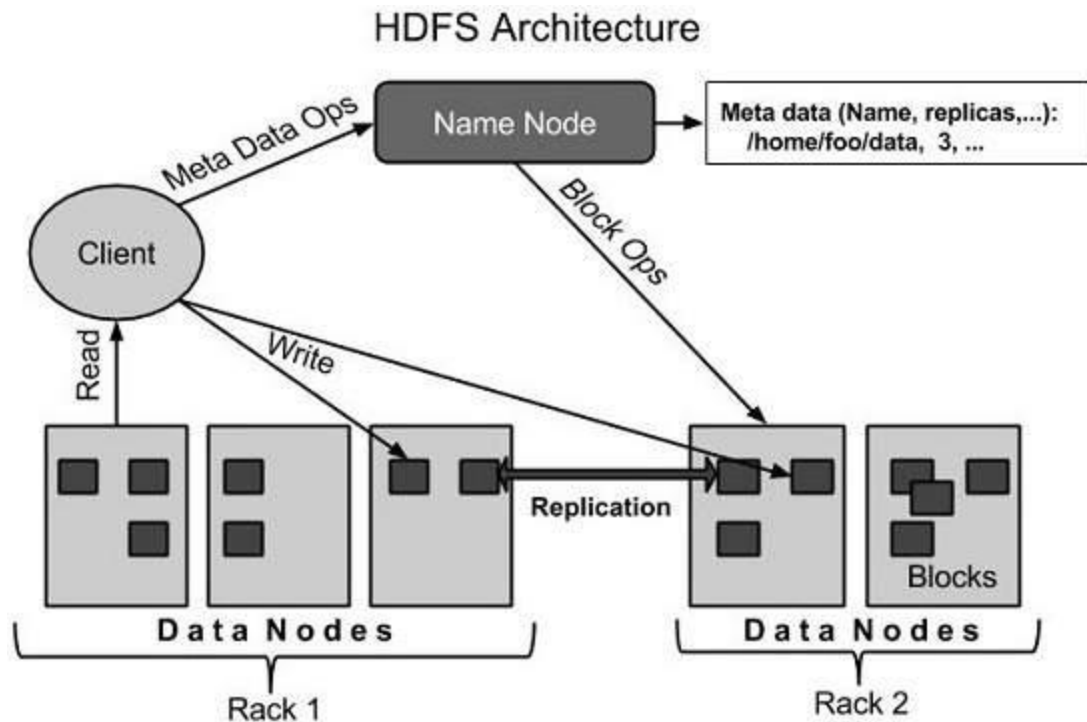 HDFS Architecture
Name Node
Meta data (Name, replicas,...):
/home/foo/data, 3, ...
Meta Data Ops
Block Ops
Client
Read
Write
Replication
Blocks
Data Nodes
Data Nodes
Rack 1
Rack 2